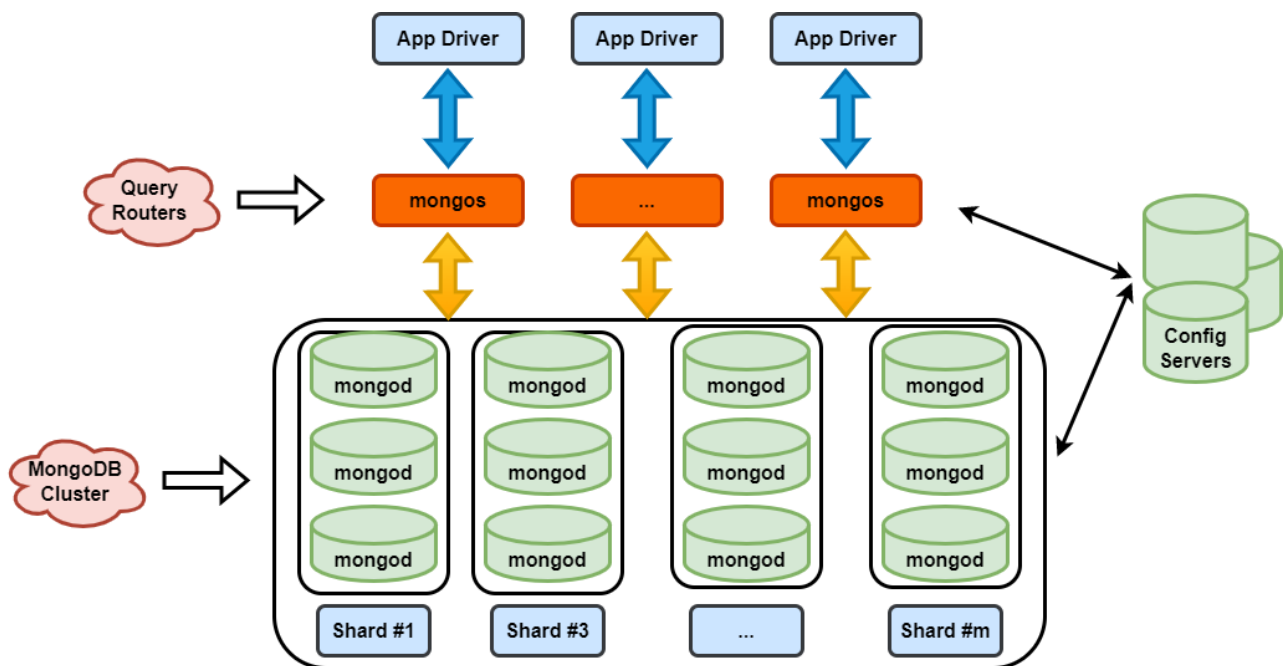 App Driver
App Driver
App Driver
Query
Routers
mongos
...
mongos
Config
Servers
mongod
mongod
mongod
mongod
MongoDB
Cluster
mongod
mongod
mongod
mongod
mongod
mongod
mongod
mongod
Shard #1
Shard #3
...
Shard #m